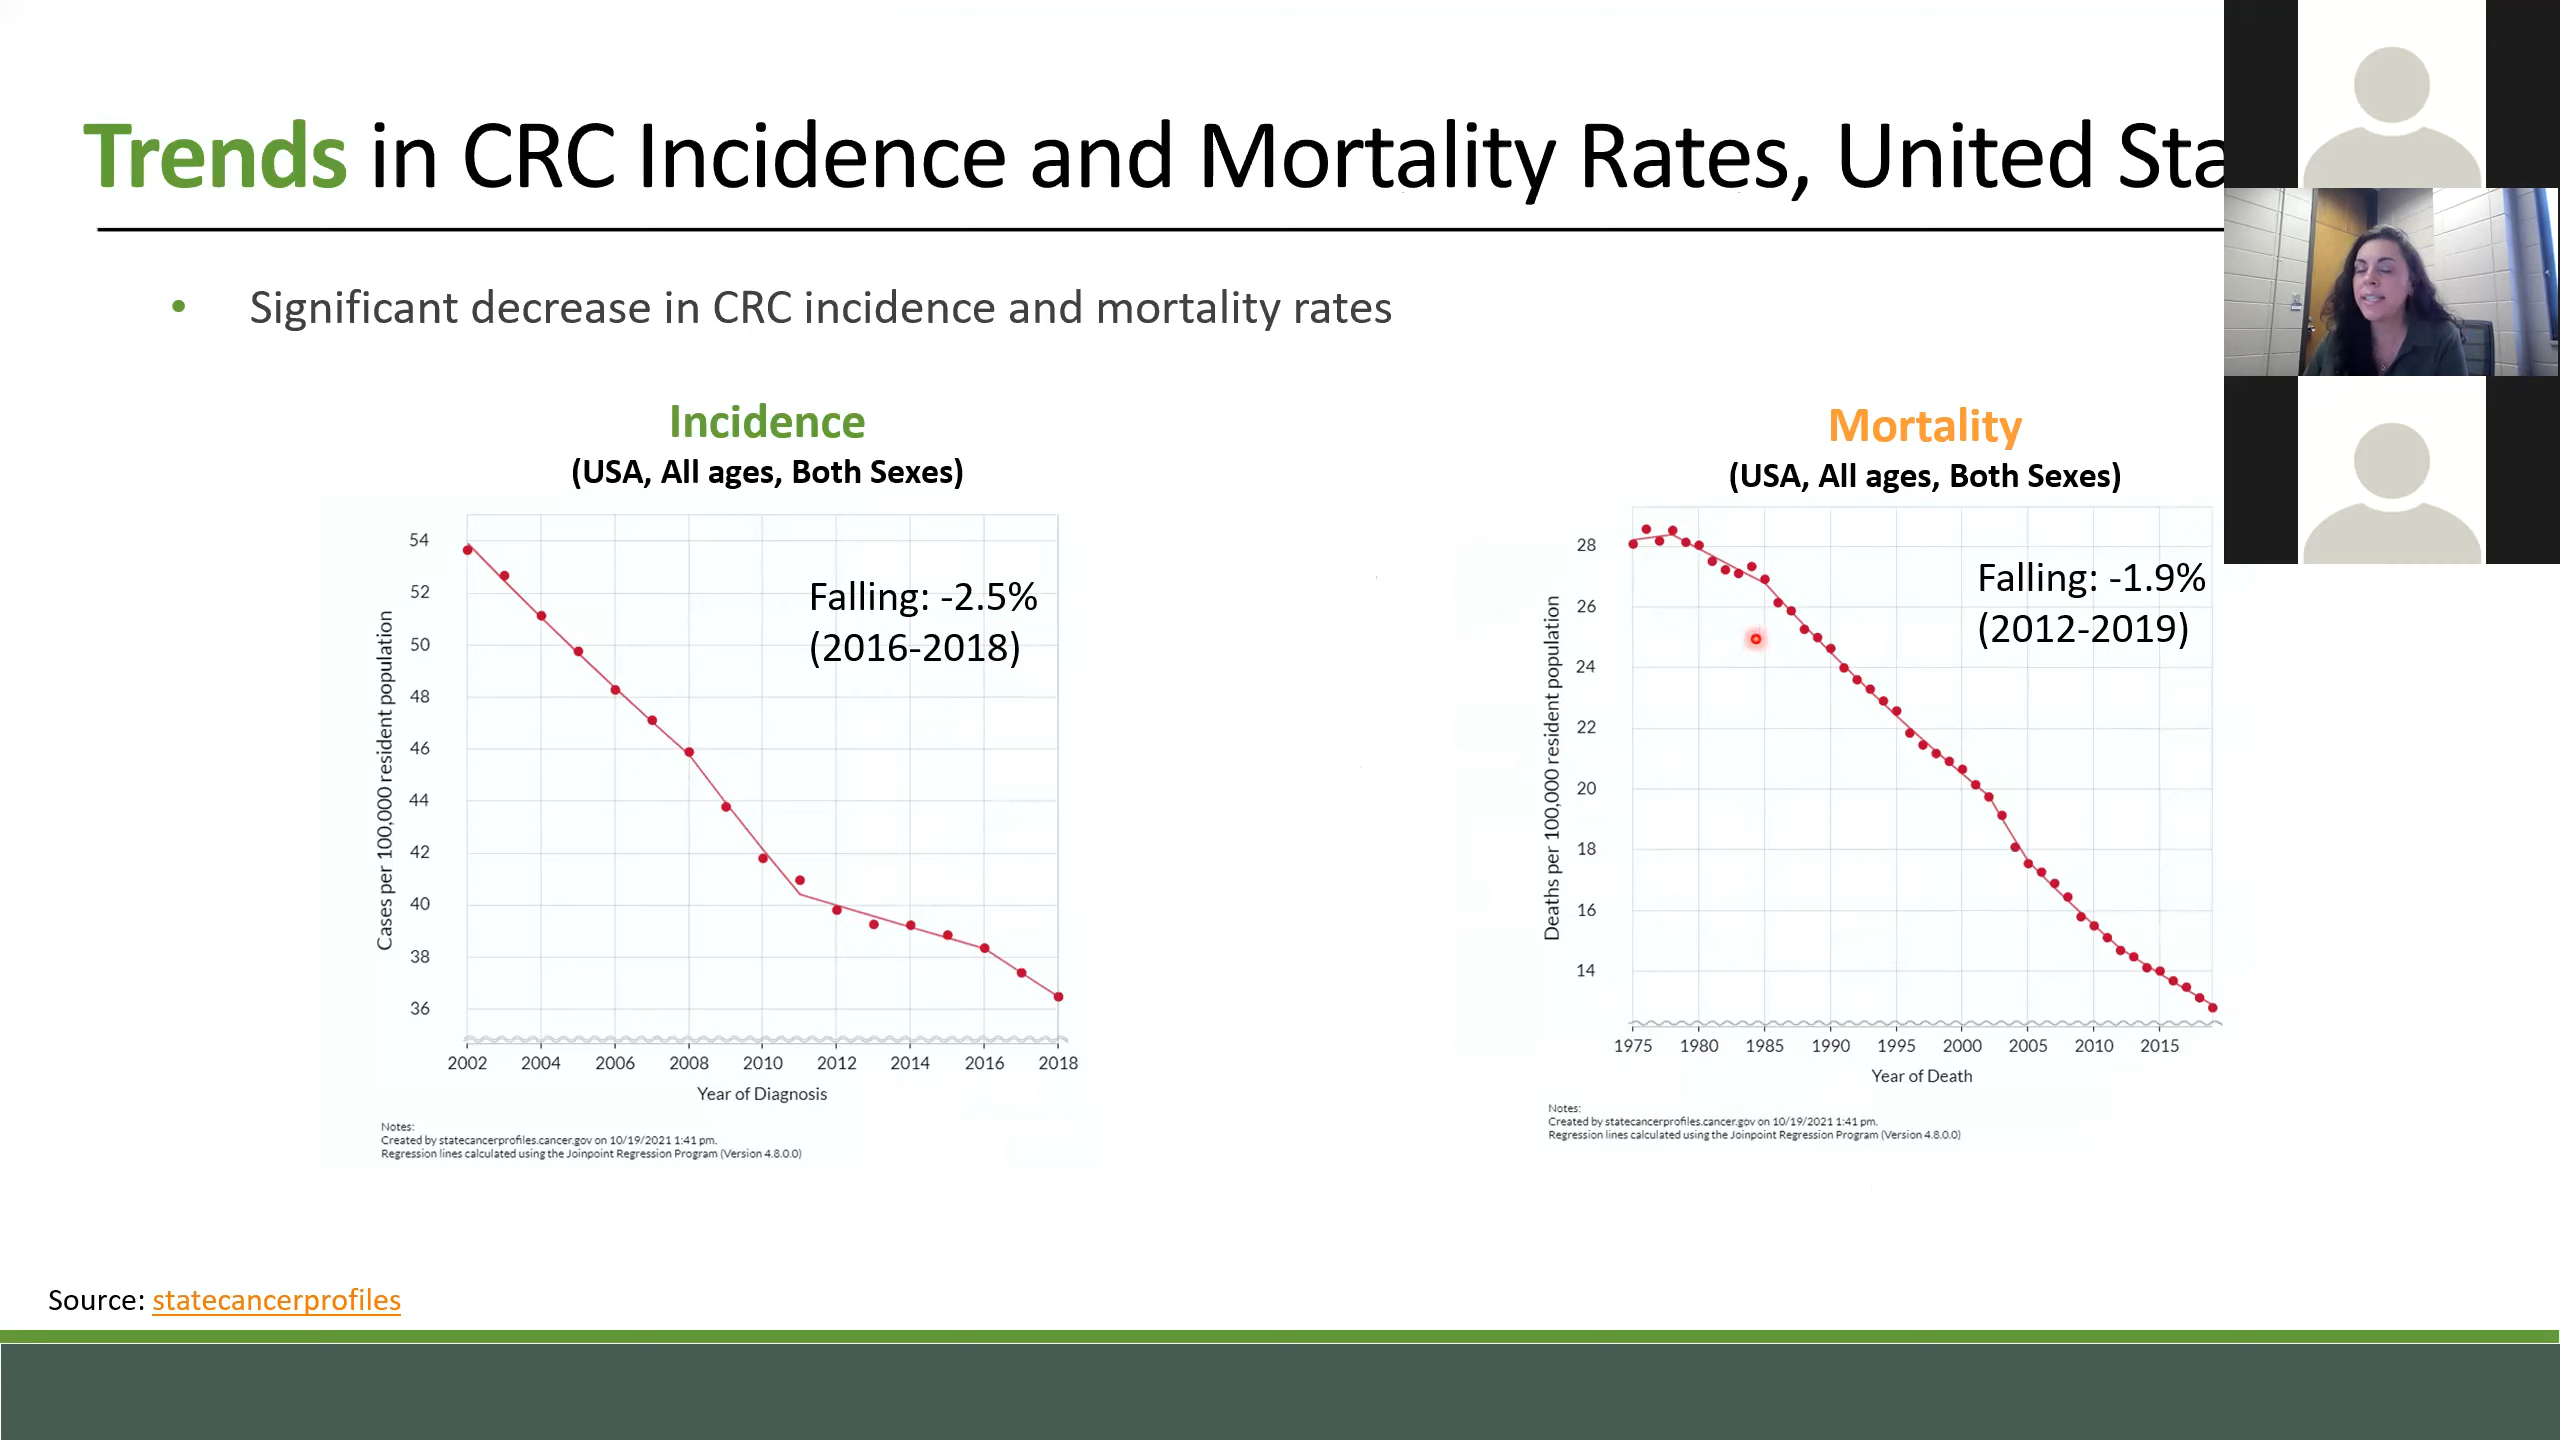 Trends in CRC Incidence and Mortality Rates, United Sta
• Significant decrease in CRC incidence and mortality rates
Incidence
(USA, All ages, Both Sexes)
Cases per 100,000 resident population
54
52
50
48
46
44
42
40
38
36
Falling: -2.5%
(2016-2018)
2002 2004 2006 2008 2010 2012 2014 2016 2018
Year of Diagnosis
Notes:
Created by statecancerprofiles.cancer.gov on 10/19/2021 1:41 pm.
Regression lines calculated using the Joinpoint Regression Program (Version 4.8.0.0)
Mortality
(USA, All ages, Both Sexes)
Deaths per 100,000 resident population
28
26
24
22
20
18
16
14
Falling: -1.9%
(2012-2019)
1975 1980 1985 1990 1995 2000 2005 2010 2015
Year of Death
Notes:
Created by statecancerprofiles.cancer.gov on 10/19/2021 1:41 pm.
Regression lines calculated using the Joinpoint Regression Program (Version 4.8.0.0)
Source: statecancerprofiles